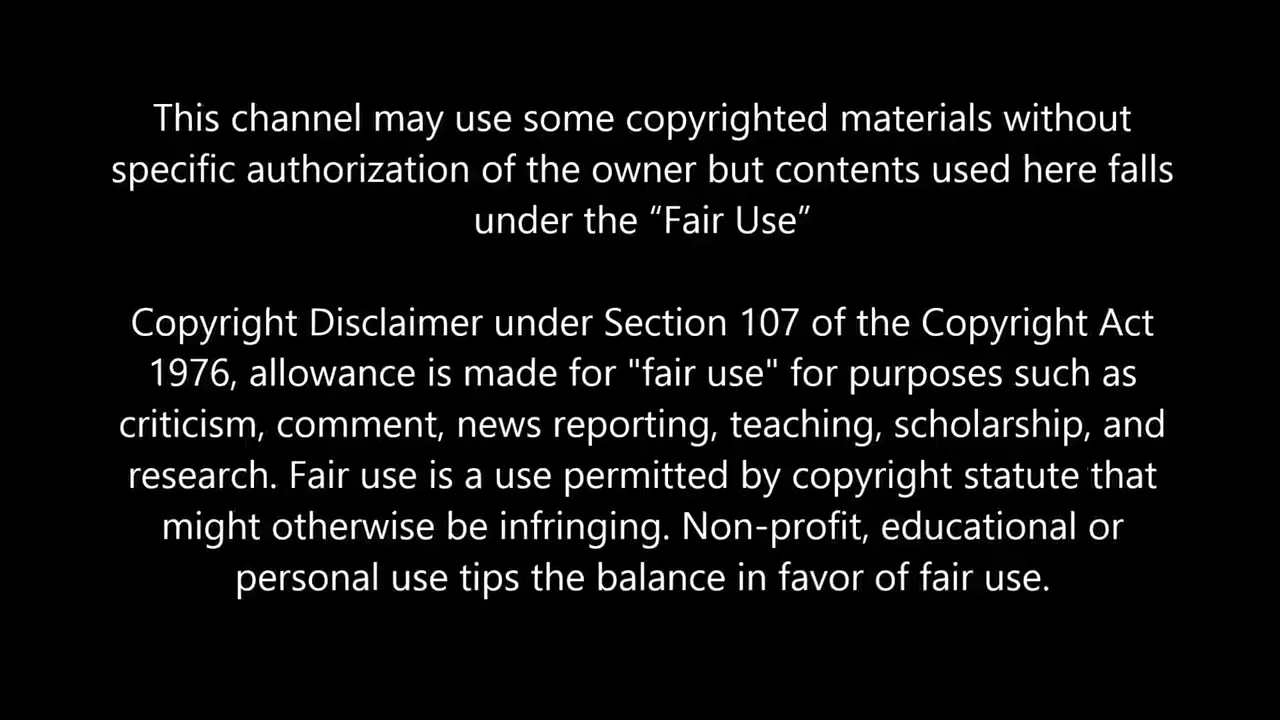 This channel may use some copyrighted materials without
specific authorization of the owner but contents used here falls
under the “Fair Use”
Copyright Disclaimer under Section 107 of the Copyright Act
1976, allowance is made for "fair use" for purposes such as
criticism, comment, news reporting, teaching, scholarship, and
research. Fair use is a use permitted by copyright statute that
might otherwise be infringing. Non-profit, educational or
personal use tips the balance in favor of fair use.